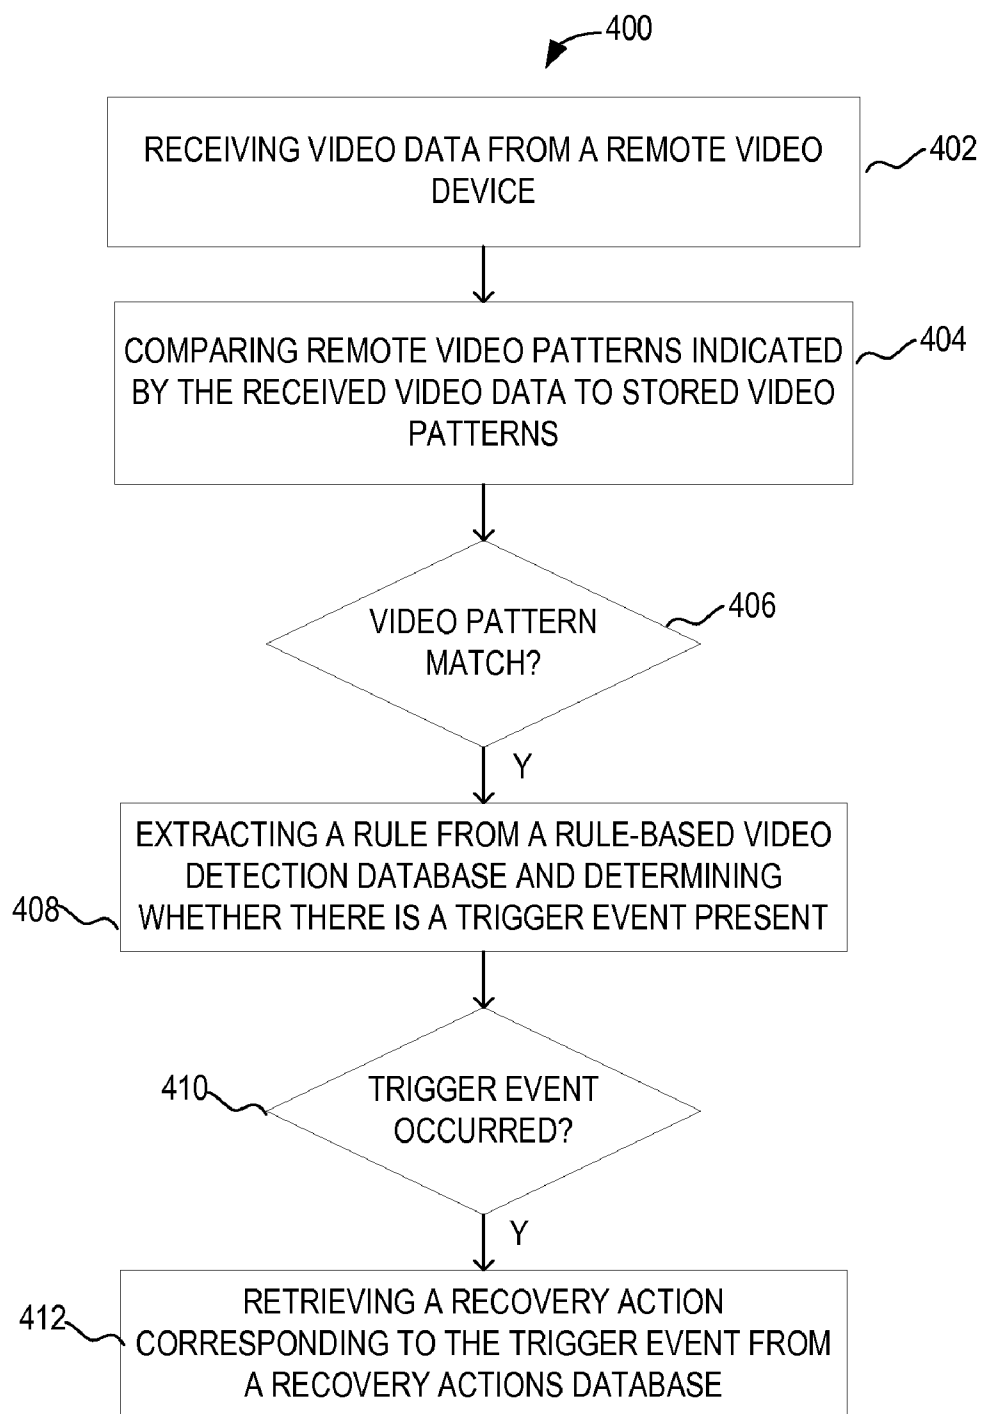 400
RECEIVING VIDEO DATA FROM A REMOTE VIDEO
DEVICE
402
COMPARING REMOTE VIDEO PATTERNS INDICATED
BY THE RECEIVED VIDEO DATA TO STORED VIDEO
PATTERNS
404
VIDEO PATTERN
MATCH?
406
Y
EXTRACTING A RULE FROM A RULE-BASED VIDEO
DETECTION DATABASE AND DETERMINING
WHETHER THERE IS A TRIGGER EVENT PRESENT
408
TRIGGER EVENT
OCCURRED?
410
Y
RETRIEVING A RECOVERY ACTION
CORRESPONDING TO THE TRIGGER EVENT FROM
A RECOVERY ACTIONS DATABASE
412